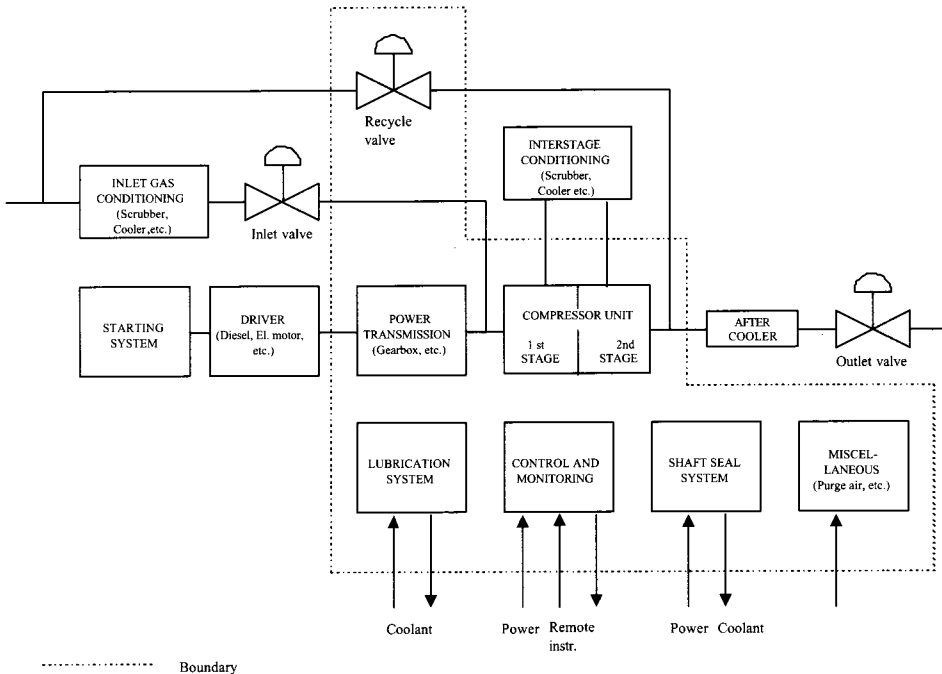 Recycle
valve
INTERSTAGE
CONDITIONING
(Scrubber,
Cooler etc.)
INLET GAS
CONDITIONING
(Scrubber,
Cooler,etc.)
Inlet valve
STARTING
SYSTEM
DRIVER
(Diesel, El. motor,
etc.)
POWER
TRANSMISSION
(Gearbox, etc.)
COMPRESSOR UNIT
1 st
STAGE
2nd
STAGE
AFTER
COOLER
Outlet valve
LUBRICATION
SYSTEM
CONTROL AND
MONITORING
SHAFT SEAL
SYSTEM
MISCEL-
LANEOUS
(Purge air, etc.)
Coolant
Power
Remote
instr.
Power
Coolant
Boundary